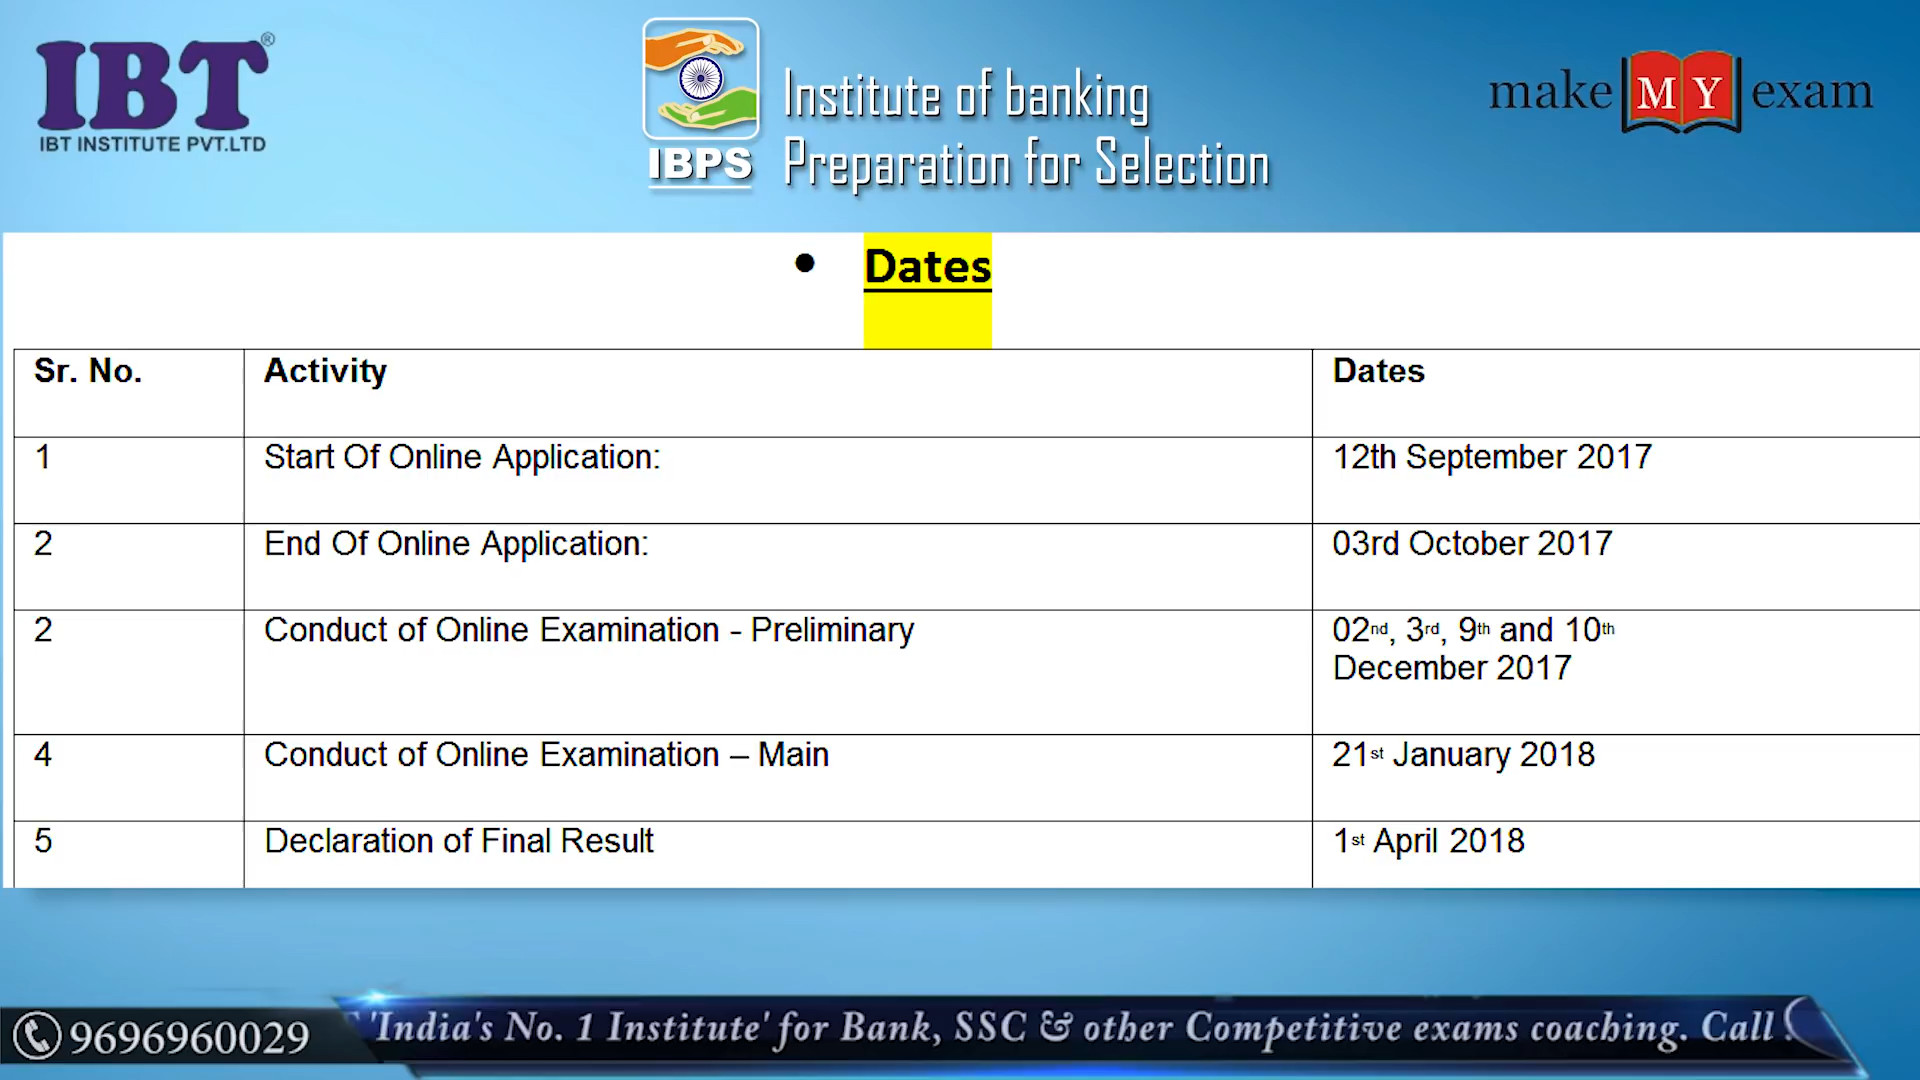 IBT®
IBT INSTITUTE PVT.LTD
IBPS
Institute of banking
Preparation for Selection
make MY exam
• Dates
Sr. No. Activity Dates
1 Start Of Online Application: 12th September 2017
2 End Of Online Application: 03rd October 2017
2 Conduct of Online Examination - Preliminary 02nd, 3rd, 9th and 10th
December 2017
4 Conduct of Online Examination – Main 21st January 2018
5 Declaration of Final Result 1st April 2018
9696960029
'India's No. 1 Institute' for Bank, SSC & other Competitive exams coaching. Call